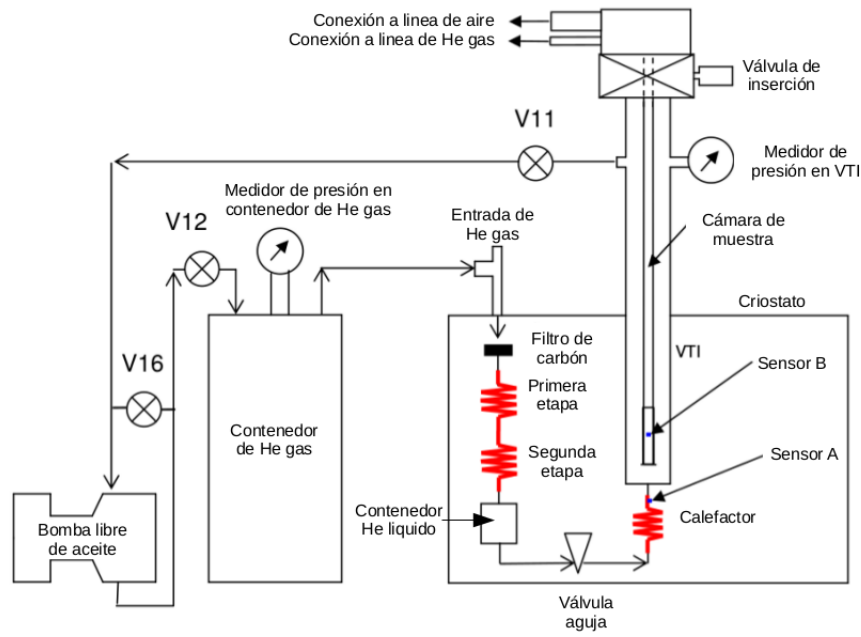 Conexión a linea de aire
Conexión a linea de He gas
Válvula de
inserción
V11
Medidor de
presión en VTI
Medidor de presión en
contenedor de He gas
V12
Entrada de
He gas
Cámara de
muestra
Criostato
V16
Filtro de
carbón
VTI
Sensor B
Primera
etapa
Contenedor
de He gas
Segunda
etapa
Sensor A
Contenedor
He liquido
Calefactor
Bomba libre
de aceite
Válvula
aguja